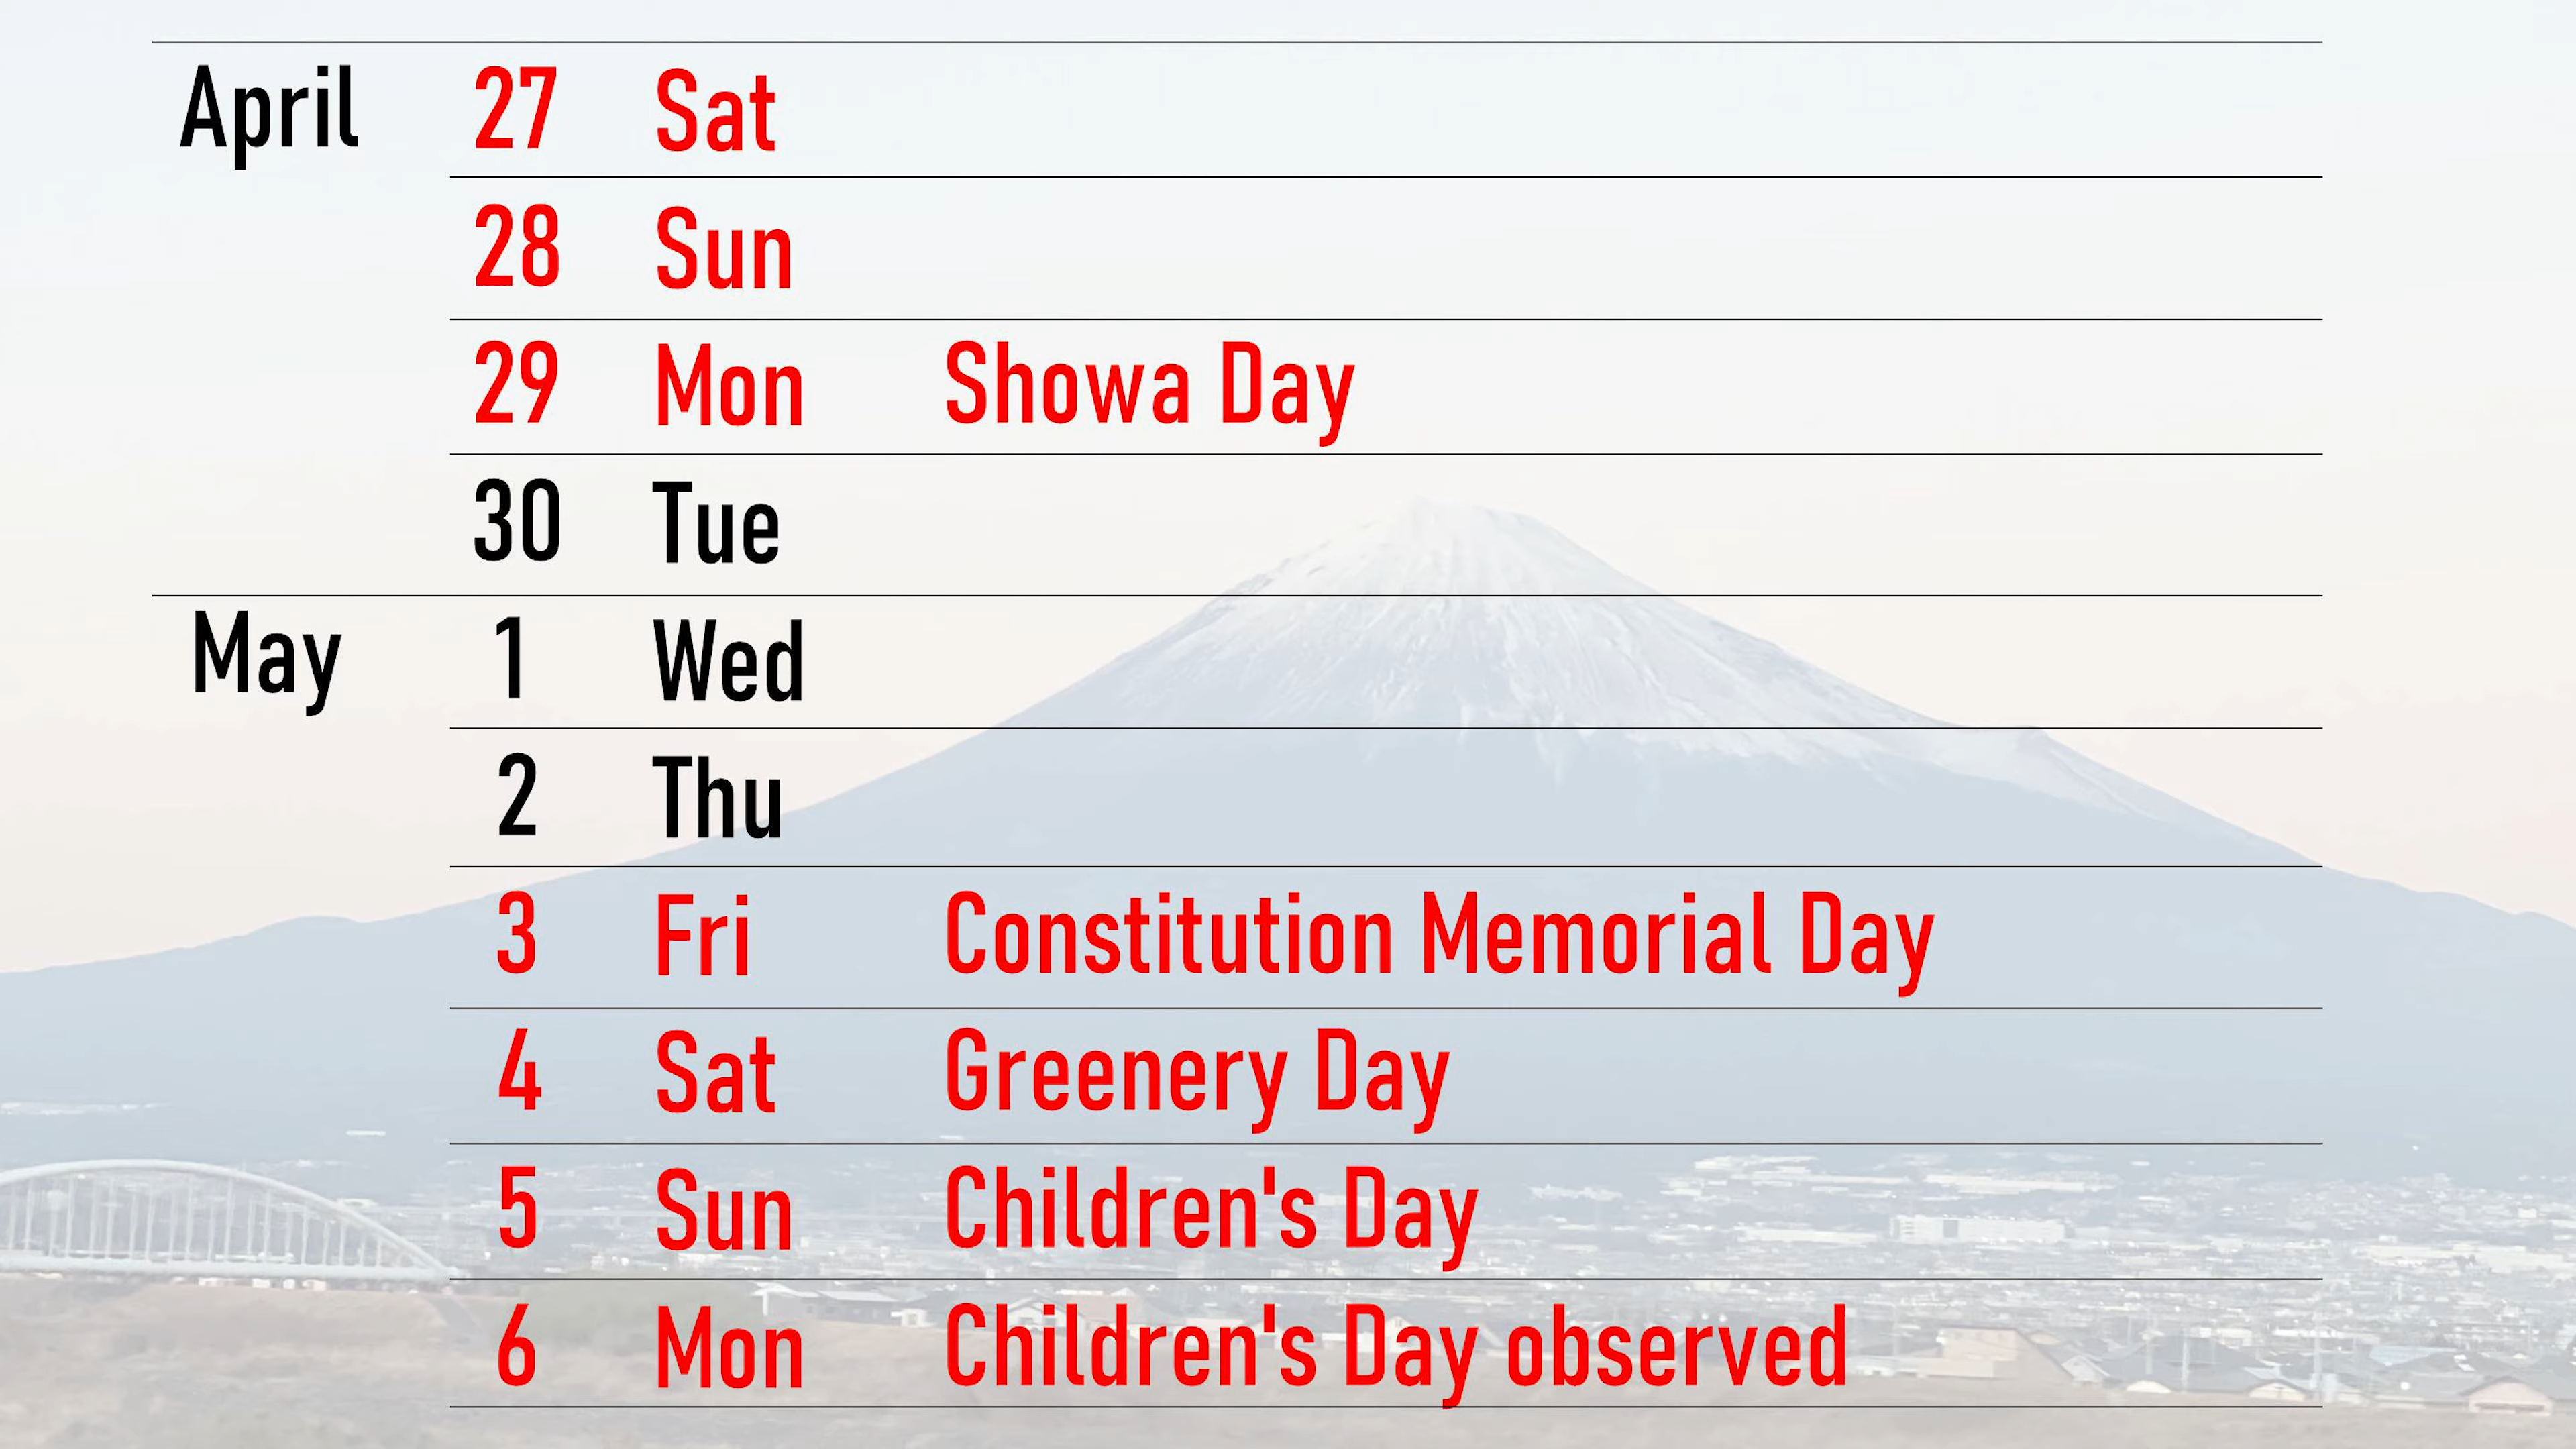 April 27 Sat
28 Sun
29 Mon Showa Day
30 Tue
May 1 Wed
2 Thu
3 Fri Constitution Memorial Day
4 Sat Greenery Day
5 Sun Children's Day
6 Mon Children's Day observed